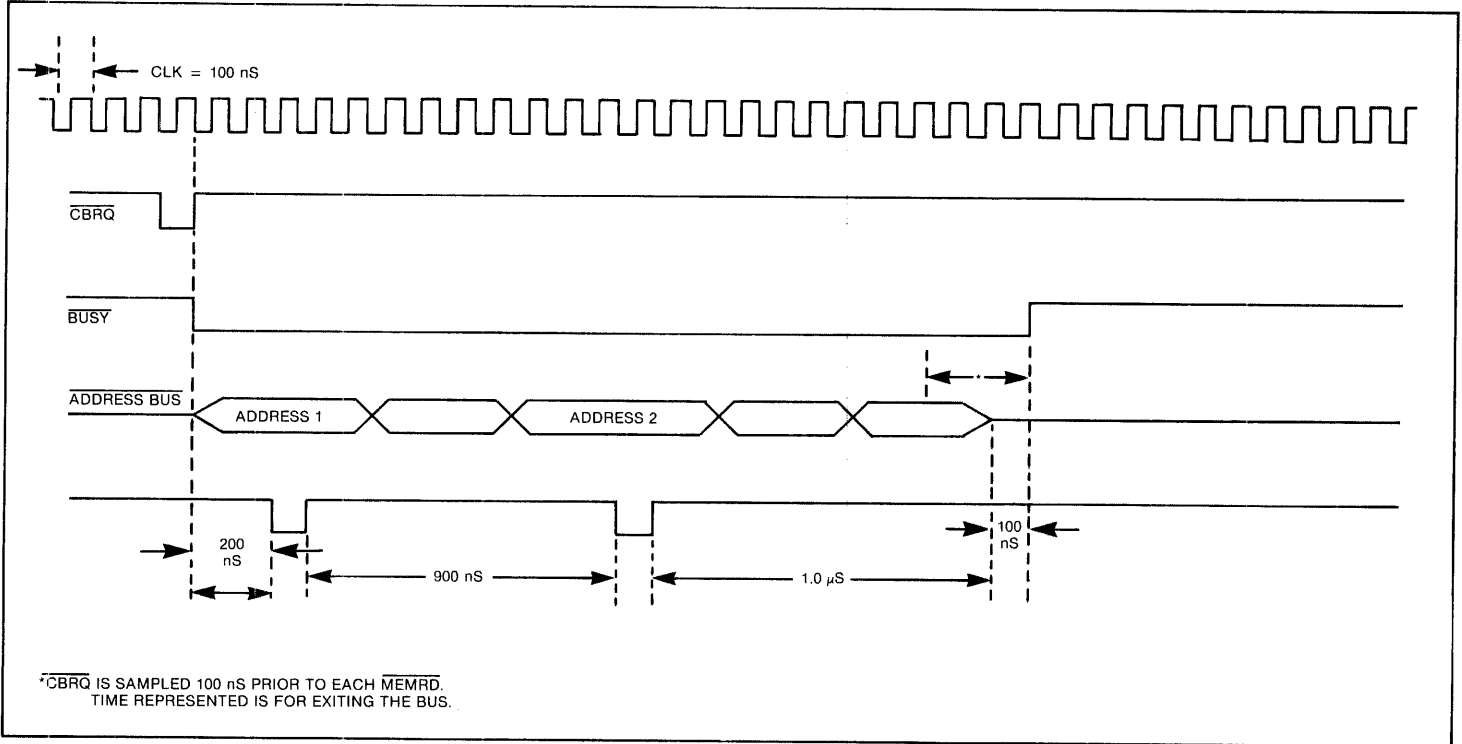 CLK = 100 nS
CBRQ
BUSY
ADDRESS BUS
ADDRESS 1
ADDRESS 2
*
200
nS
900 nS
1.0 µS
100
nS
*CBRQ IS SAMPLED 100 nS PRIOR TO EACH MEMRD.
TIME REPRESENTED IS FOR EXITING THE BUS.